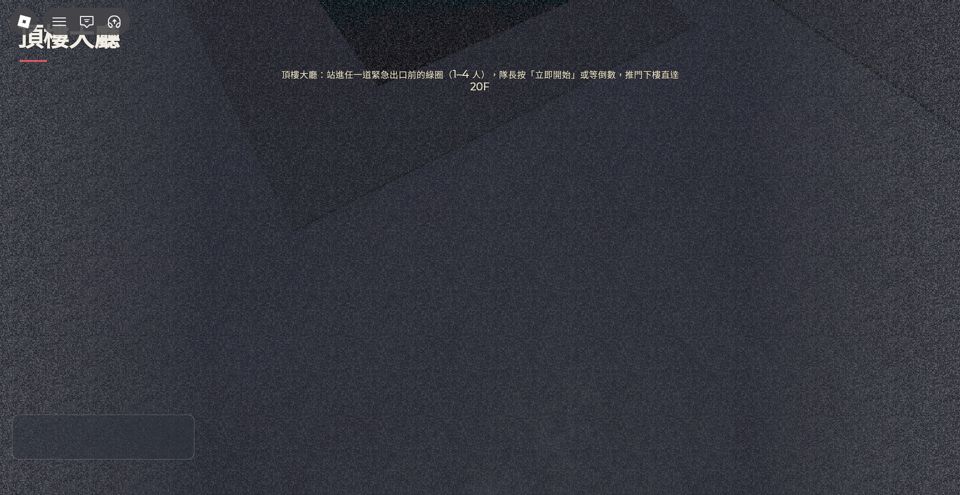 頂樓大廳
頂樓大廳：站進任一道緊急出口前的綠圈（1–4 人），隊長按「立即開始」或等倒數，推門下樓直達
20F